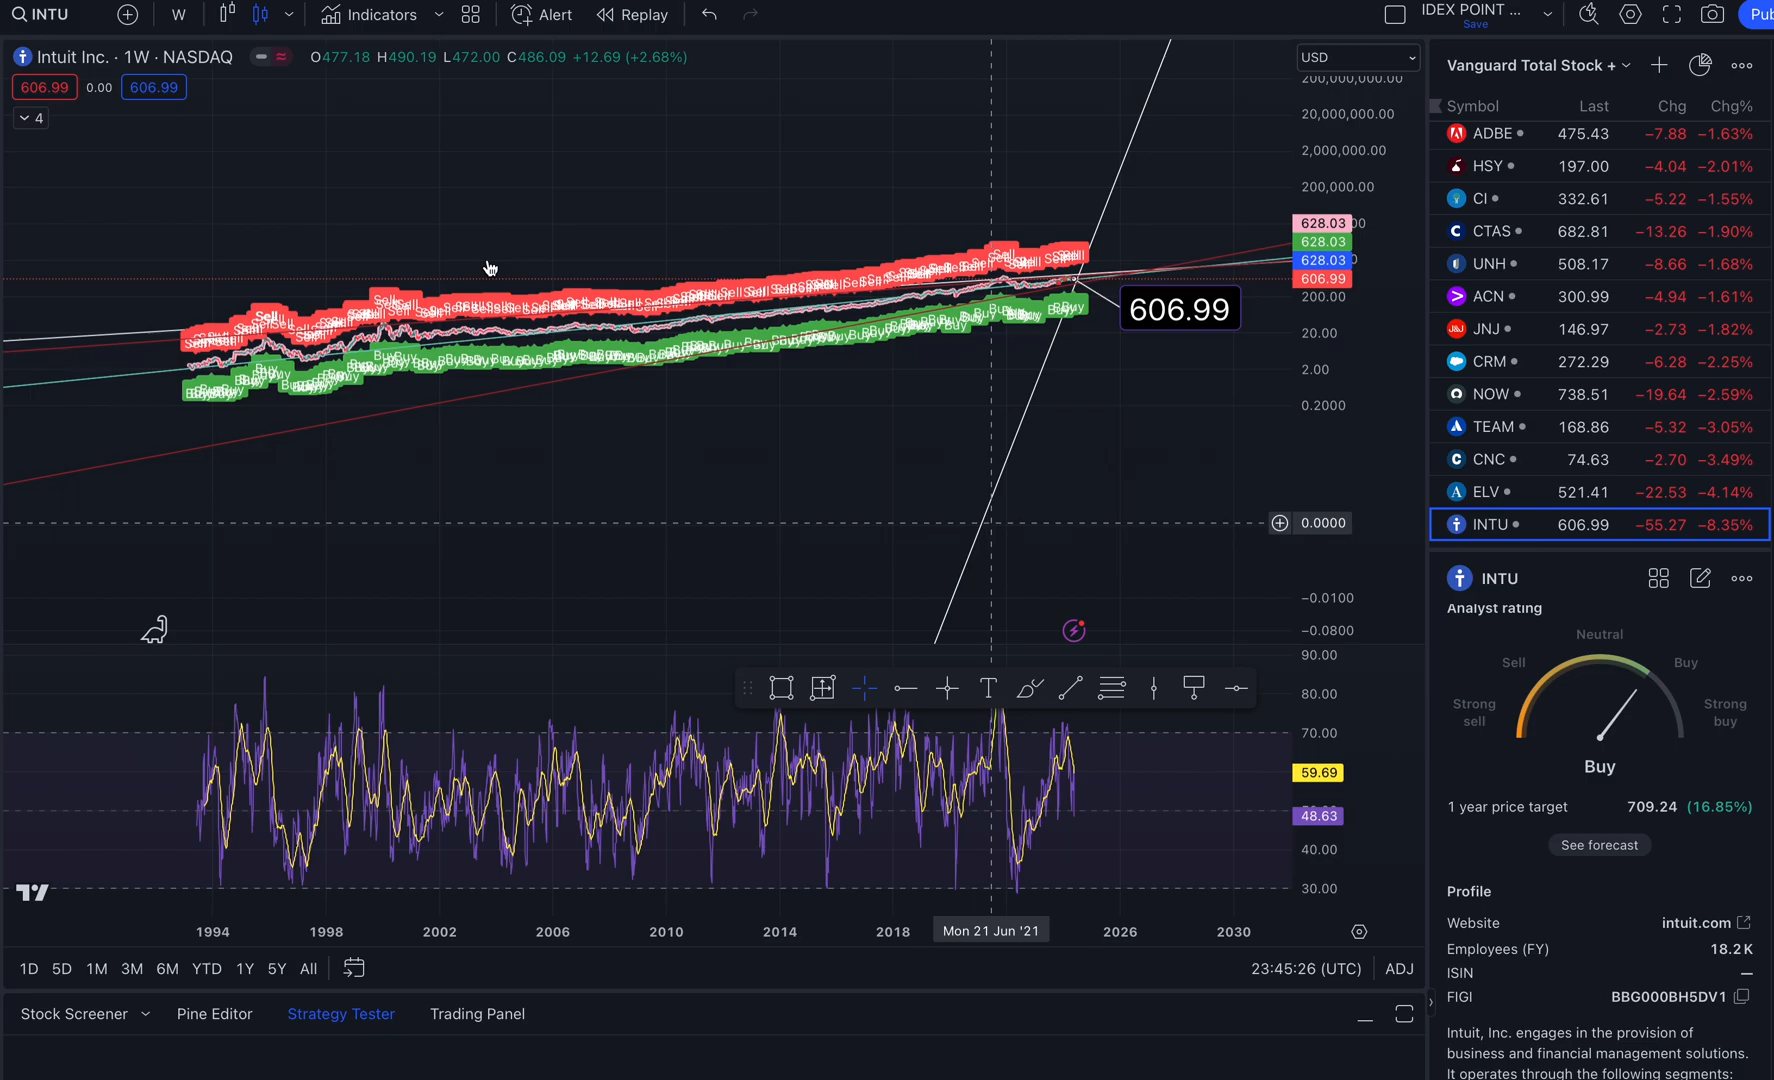 INTU
W
Indicators
Alert
Replay
IDEX POINT ...
Save
Pu
Intuit Inc. · 1W · NASDAQ
O477.18 H490.19 L472.00 C486.09 +12.69 (+2.68%)
606.99 0.00 606.99
4
USD
200,000,000.00
20,000,000.00
2,000,000.00
200,000.00
628.03
628.03
628.03
606.99
200.00
20.00
2.00
0.2000
0.0000
−0.0100
−0.0800
606.99
Sell
Buy
90.00
80.00
70.00
59.69
48.63
40.00
30.00
1994 1998 2002 2006 2010 2014 2018 Mon 21 Jun '21 2026 2030
1D 5D 1M 3M 6M YTD 1Y 5Y All
23:45:26 (UTC) ADJ
Stock Screener Pine Editor Strategy Tester Trading Panel
Vanguard Total Stock +
Symbol Last Chg Chg%
ADBE 475.43 −7.88 −1.63%
HSY 197.00 −4.04 −2.01%
CI 332.61 −5.22 −1.55%
CTAS 682.81 −13.26 −1.90%
UNH 508.17 −8.66 −1.68%
ACN 300.99 −4.94 −1.61%
JNJ 146.97 −2.73 −1.82%
CRM 272.29 −6.28 −2.25%
NOW 738.51 −19.64 −2.59%
TEAM 168.86 −5.32 −3.05%
CNC 74.63 −2.70 −3.49%
ELV 521.41 −22.53 −4.14%
INTU 606.99 −55.27 −8.35%
INTU
Analyst rating
Neutral
Sell Buy
Strong sell
Strong buy
Buy
1 year price target 709.24 (16.85%)
See forecast
Profile
Website intuit.com
Employees (FY) 18.2K
ISIN —
FIGI BBG000BH5DV1
Intuit, Inc. engages in the provision of
business and financial management solutions.
It operates through the following segments: